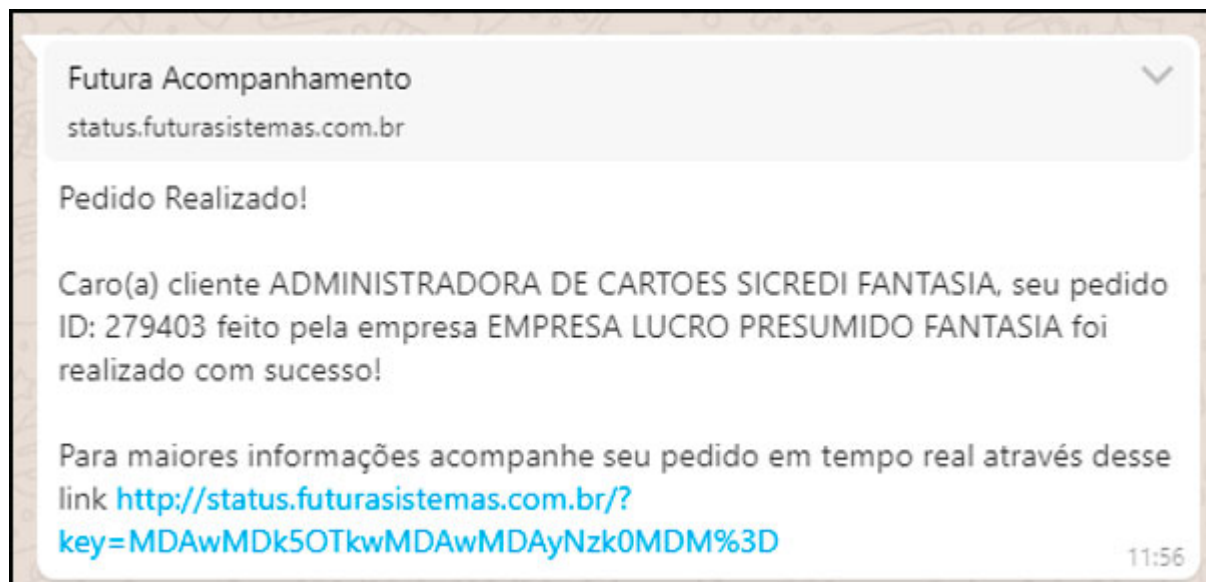 Futura Acompanhamento
status.futurasistemas.com.br
Pedido Realizado!
Caro(a) cliente ADMINISTRADORA DE CARTOES SICREDI FANTASIA, seu pedido
ID: 279403 feito pela empresa EMPRESA LUCRO PRESUMIDO FANTASIA foi
realizado com sucesso!
Para maiores informações acompanhe seu pedido em tempo real através desse
link http://status.futurasistemas.com.br/?
key=MDAwMDk5OTkwMDAwMDAyNzk0MDM%3D
11:56